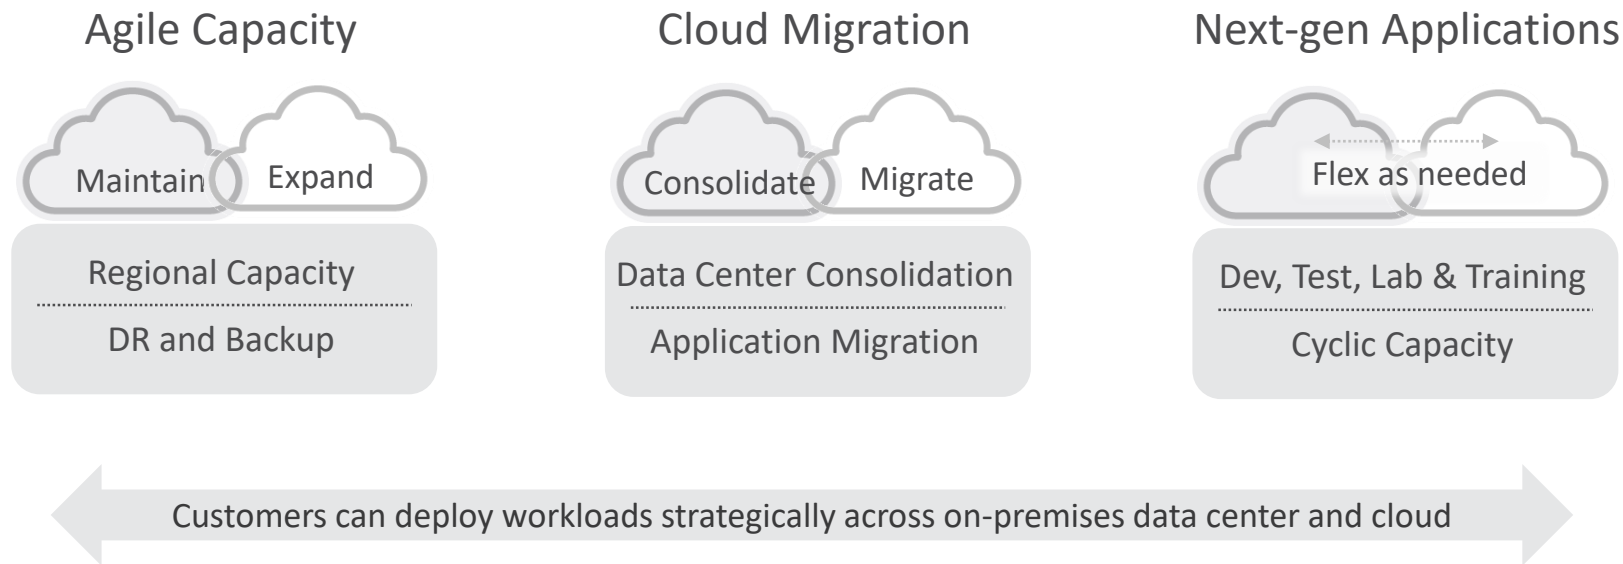 Agile Capacity
Maintain
Expand
Regional Capacity
DR and Backup
Cloud Migration
Consolidate
Migrate
Data Center Consolidation
Application Migration
Next-gen Applications
Flex as needed
Dev, Test, Lab & Training
Cyclic Capacity
Customers can deploy workloads strategically across on-premises data center and cloud